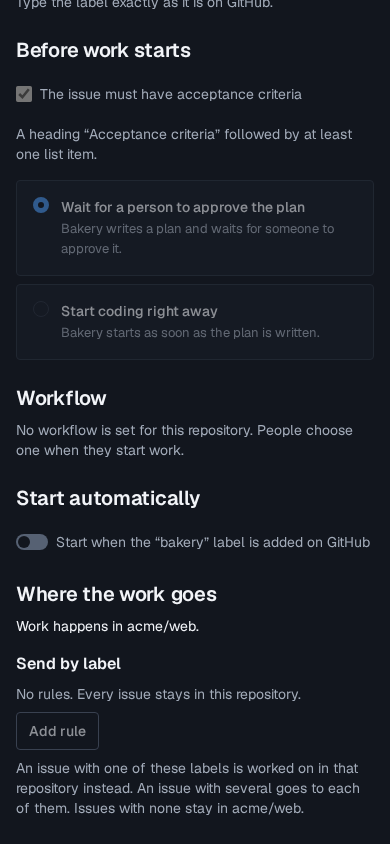 Type the label exactly as it is on GitHub.
Before work starts
The issue must have acceptance criteria
A heading “Acceptance criteria” followed by at least
one list item.
Wait for a person to approve the plan
Bakery writes a plan and waits for someone to
approve it.
Start coding right away
Bakery starts as soon as the plan is written.
Workflow
No workflow is set for this repository. People choose
one when they start work.
Start automatically
Start when the “bakery” label is added on GitHub
Where the work goes
Work happens in acme/web.
Send by label
No rules. Every issue stays in this repository.
Add rule
An issue with one of these labels is worked on in that
repository instead. An issue with several goes to each
of them. Issues with none stay in acme/web.